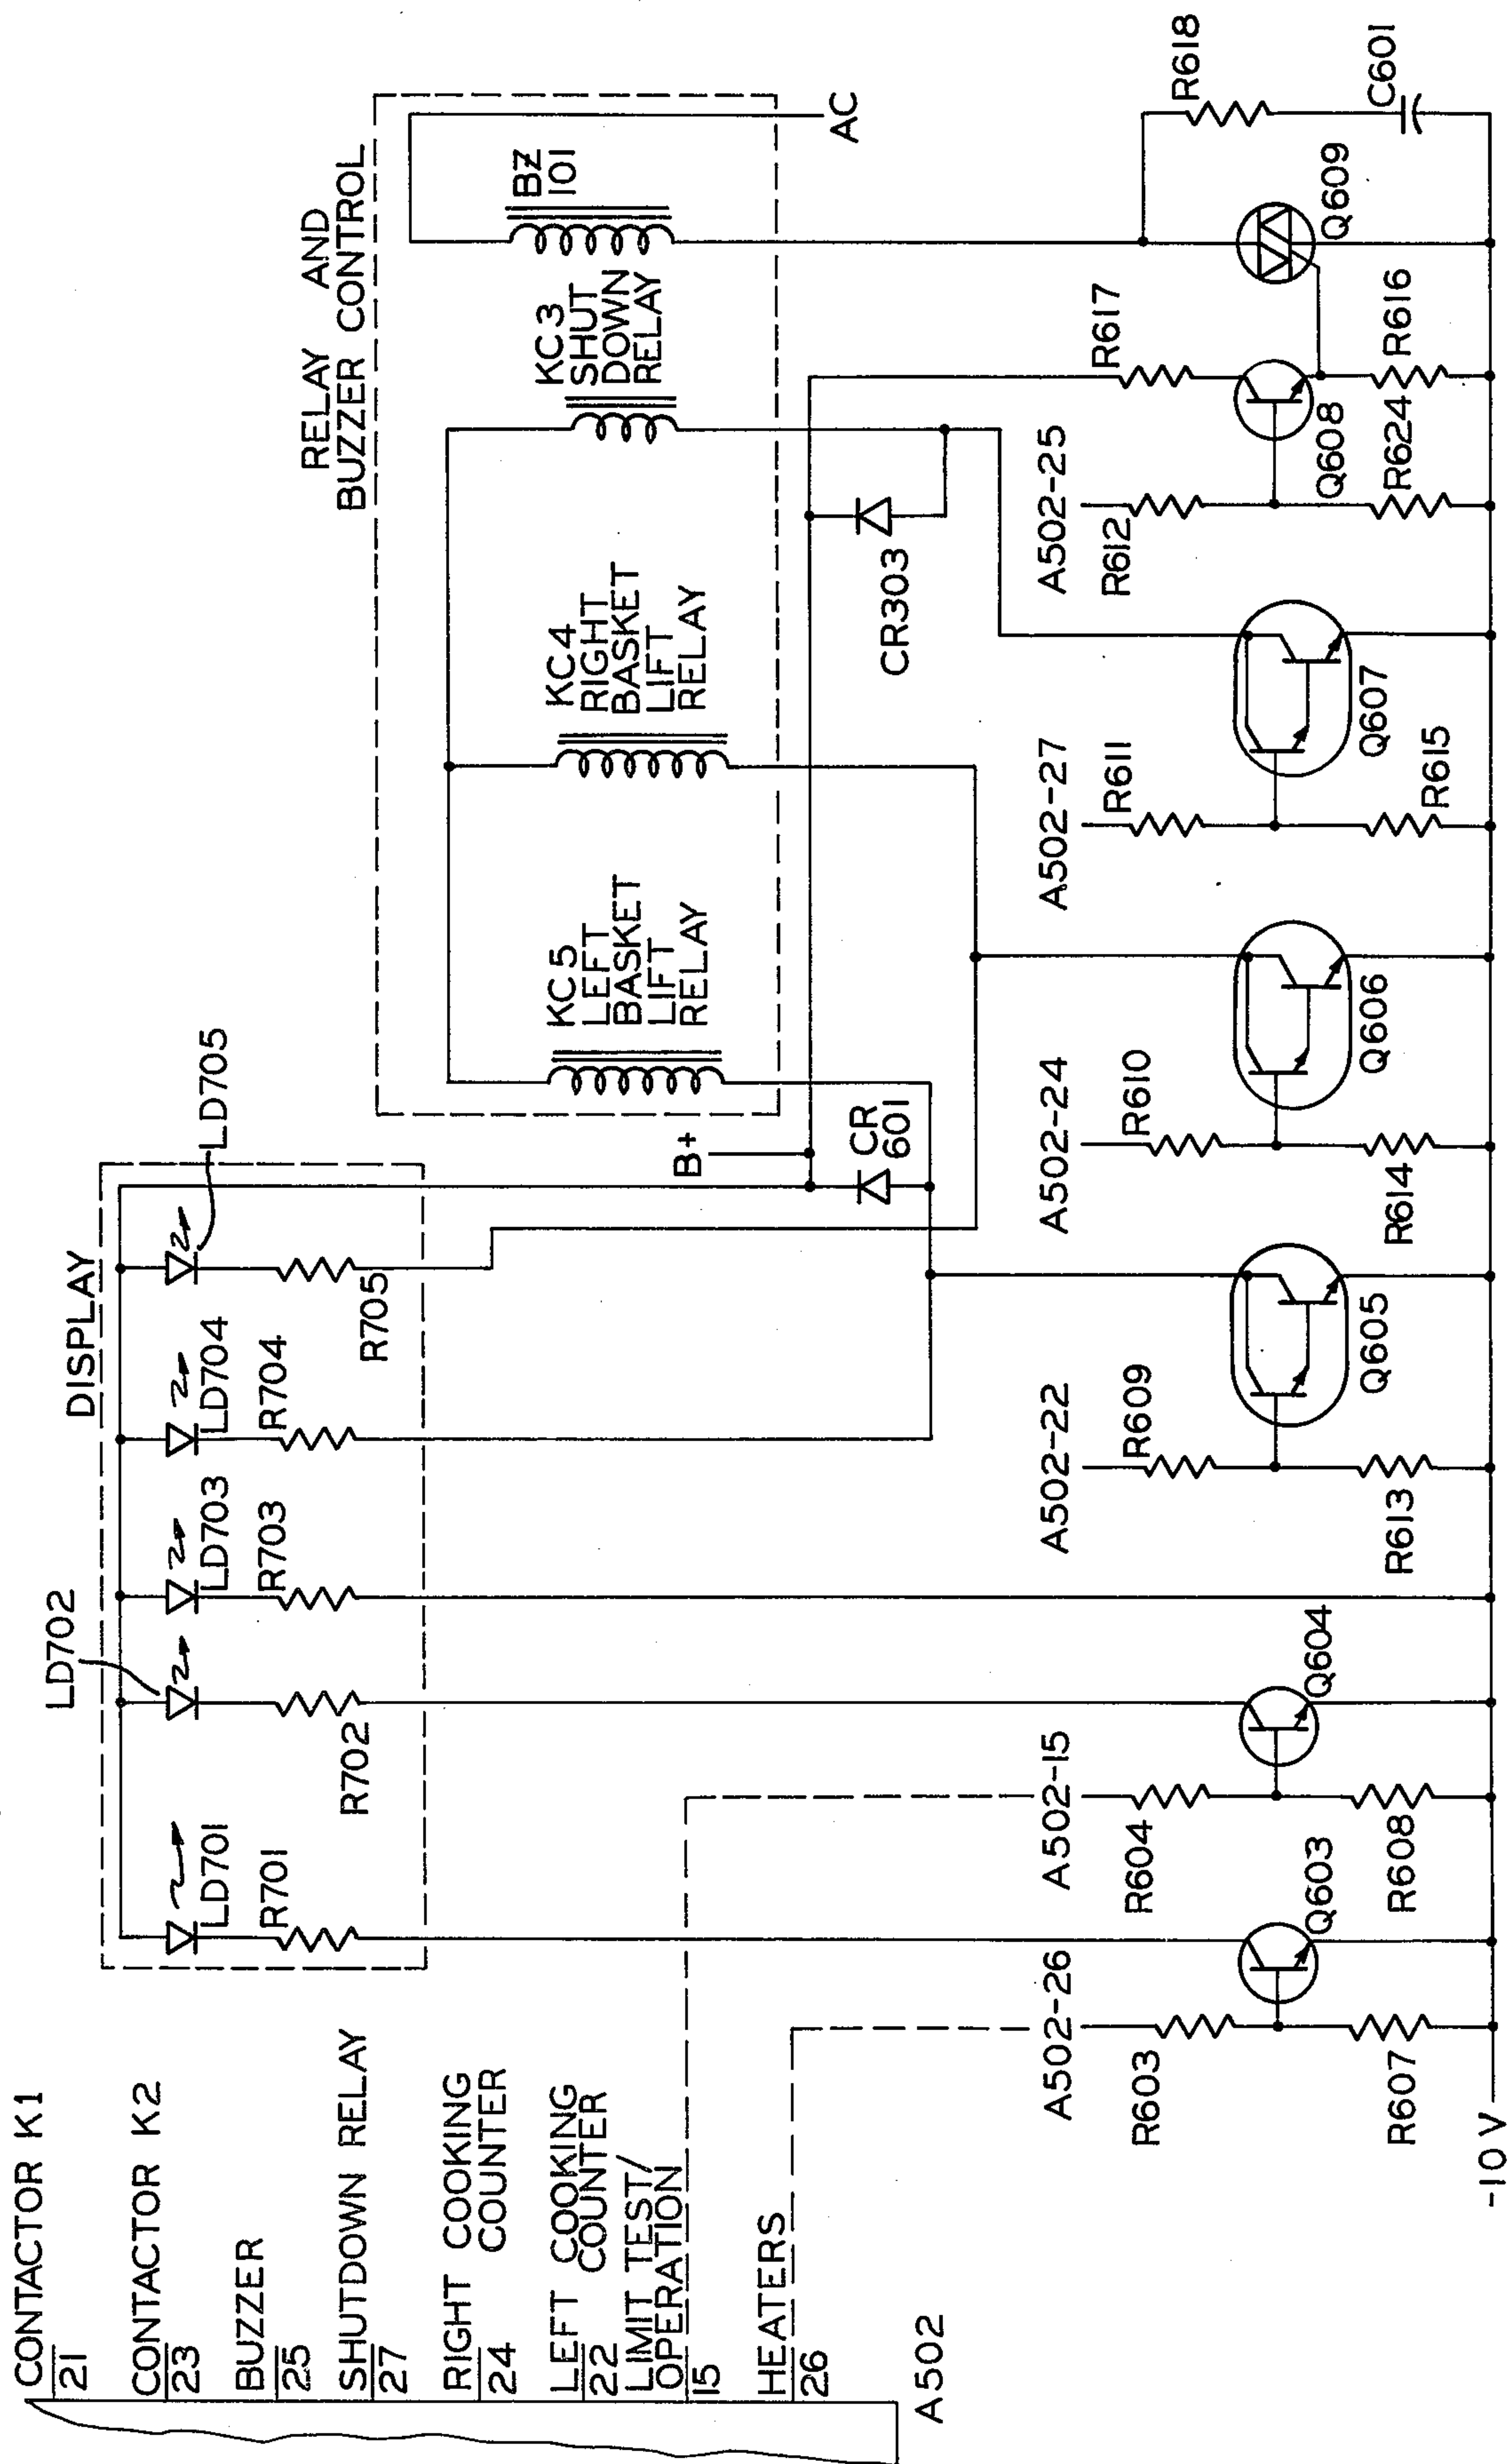 CONTACTOR K1
21
CONTACTOR K2
23
BUZZER
25
SHUTDOWN RELAY
27
RIGHT COOKING
COUNTER
24
LEFT COOKING
COUNTER
22
LIMIT TEST/
OPERATION
15
HEATERS
26
A502
DISPLAY
LD702
LD701
R701
R702
LD703
R703
LD704
R704
R705
LD705
RELAY AND
BUZZER CONTROL
KC5
LEFT
BASKET
LIFT
RELAY
KC4
RIGHT
BASKET
LIFT
RELAY
KC3
SHUT
DOWN
RELAY
BZ
101
AC
B+
CR
601
CR303
A502-26
R603
R607
Q603
A502-15
R604
R608
Q604
A502-22
R609
R613
Q605
A502-24
R610
R614
Q606
A502-27
R611
R615
Q607
A502-25
R612
R624
Q608
R617
R616
Q609
R618
C601
-10 V